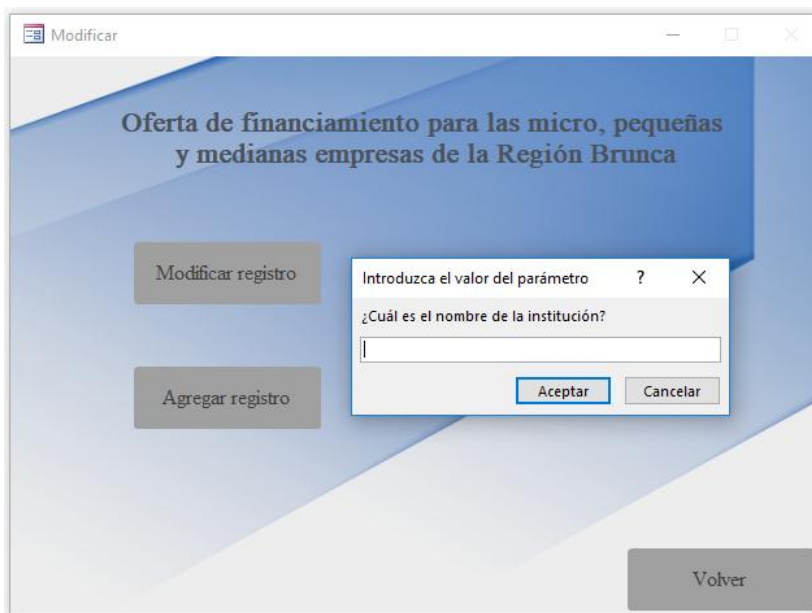 Modificar
Oferta de financiamiento para las micro, pequeñas
y medianas empresas de la Región Brunca
Modificar registro
Introduzca el valor del parámetro ?
¿Cuál es el nombre de la institución?
Aceptar Cancelar
Agregar registro
Volver